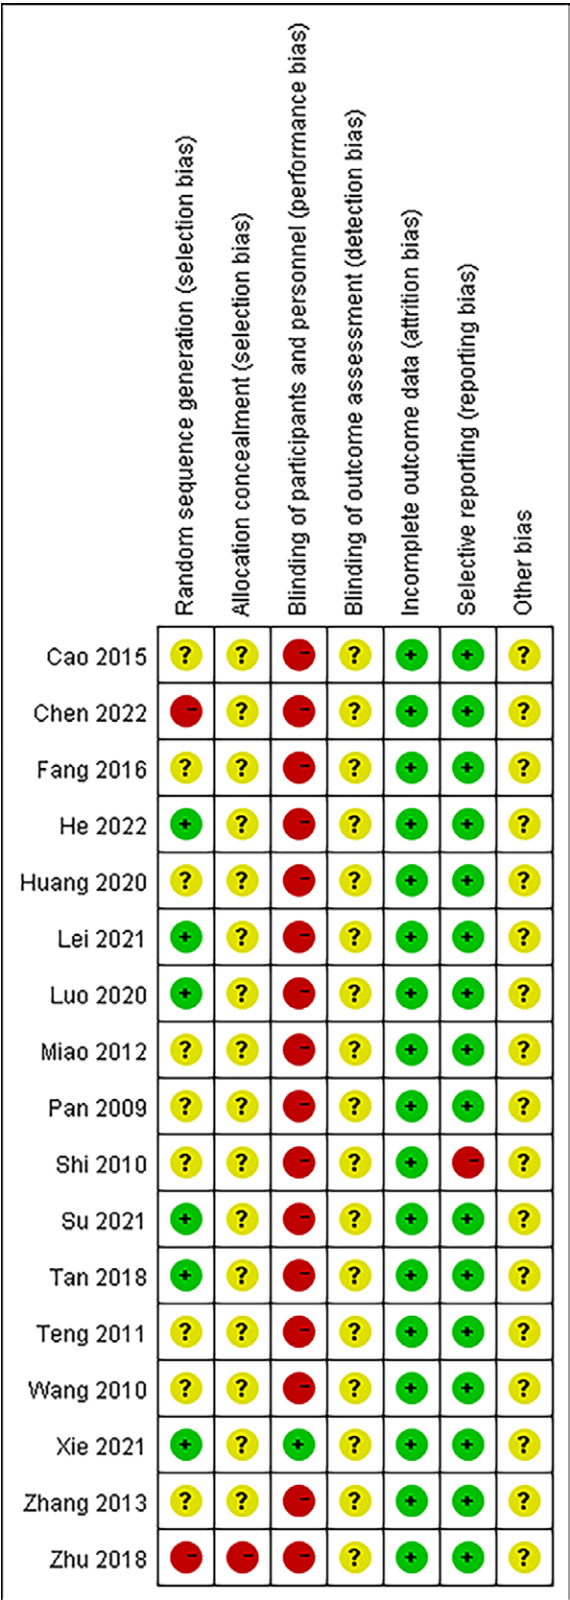 Random sequence generation (selection bias)
Allocation concealment (selection bias)
Blinding of participants and personnel (performance bias)
Blinding of outcome assessment (detection bias)
Incomplete outcome data (attrition bias)
Selective reporting (reporting bias)
Other bias
Cao 2015 ? ? - ? + + ?
Chen 2022 - ? - ? + + ?
Fang 2016 ? ? - ? + + ?
He 2022 + ? - ? + + ?
Huang 2020 ? ? - ? + + ?
Lei 2021 + ? - ? + + ?
Luo 2020 + ? - ? + + ?
Miao 2012 ? ? - ? + + ?
Pan 2009 ? ? - ? + + ?
Shi 2010 ? ? - ? + - ?
Su 2021 + ? - ? + + ?
Tan 2018 + ? - ? + + ?
Teng 2011 ? ? - ? + + ?
Wang 2010 ? ? - ? + + ?
Xie 2021 + ? + ? + + ?
Zhang 2013 ? ? - ? + + ?
Zhu 2018 - - - ? + + ?